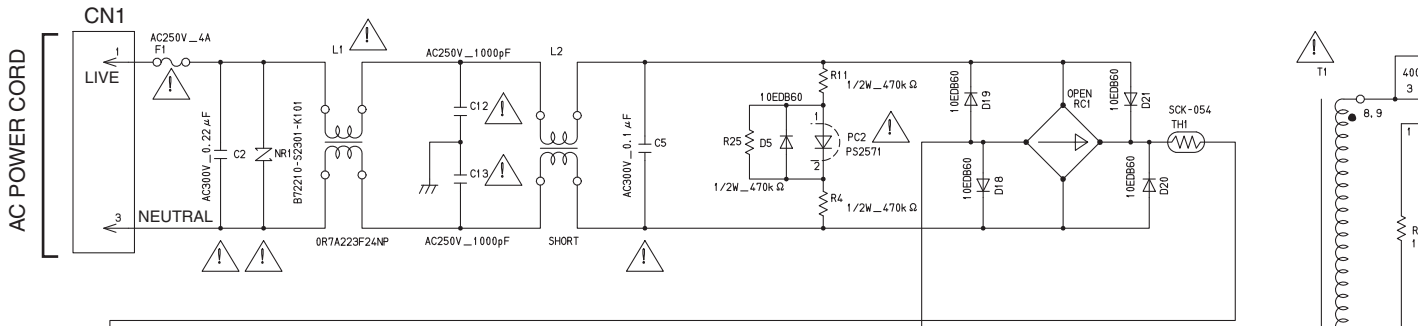 CN1
AC POWER CORD
1
LIVE
3
NEUTRAL
AC250V_4A
F1
!
AC300V_0.22μF
C2
!
NR1
!
B72210-S2301-K101
L1
!
0R7A223F24NP
AC250V_1000pF
C12
!
C13
!
AC250V_1000pF
L2
SHORT
AC300V_0.1μF
C5
!
R11
1/2W_470kΩ
10EDB60
R25
D5
1
2
PC2
PS2571
!
1/2W_470kΩ
R4
1/2W_470kΩ
10EDB60
D19
10EDB60
D18
OPEN
RC1
10EDB60
D21
10EDB60
D20
SCK-054
TH1
!
T1
8,9
400
3
1
R
1